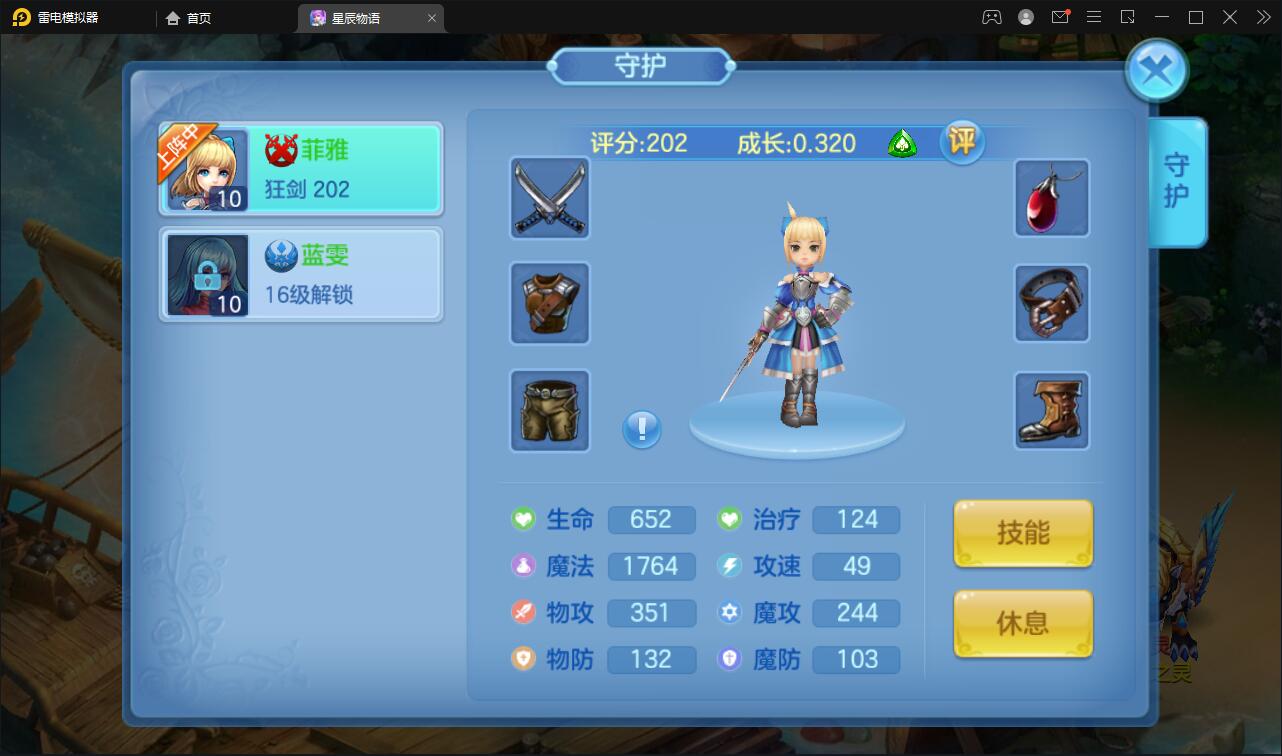 雷电模拟器
首页
星辰物语
守护
守护
上阵中
菲雅
10
狂剑 202
蓝雯
10
16级解锁
评分:202
成长:0.320
评
生命 652
治疗 124
魔法 1764
攻速 49
物攻 351
魔攻 244
物防 132
魔防 103
技能
休息
灵
之灵